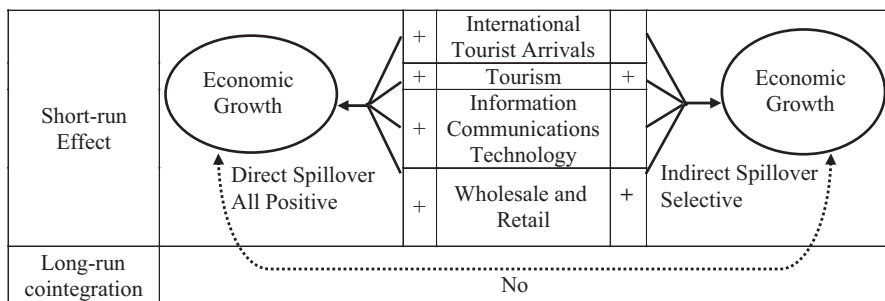 Short-run
Effect
Economic
Growth
Direct Spillover
All Positive
+
International
Tourist Arrivals
+
Tourism
+
+
Information
Communications
Technology
+
Wholesale and
Retail
+
Economic
Growth
Indirect Spillover
Selective
Long-run
cointegration
No